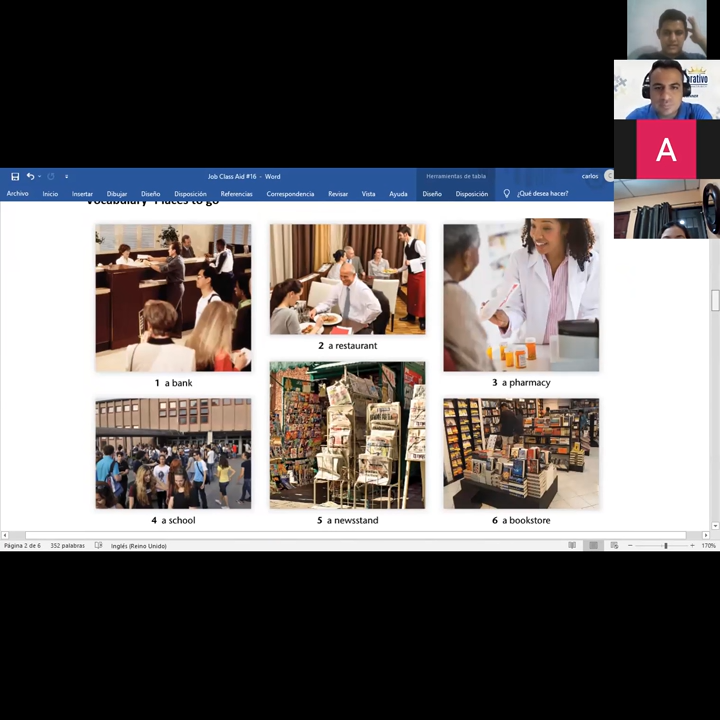 Job Class Aid #16 - Word
Herramientas de tabla
carlos
Archivo Inicio Insertar Dibujar Diseño Disposición Referencias Correspondencia Revisar Vista Ayuda Diseño Disposición ¿Qué desea hacer?
Vocabulary Places to go
1 a bank
2 a restaurant
3 a pharmacy
4 a school
5 a newsstand
6 a bookstore
Página 2 de 6 352 palabras Inglés (Reino Unido) 170%
A